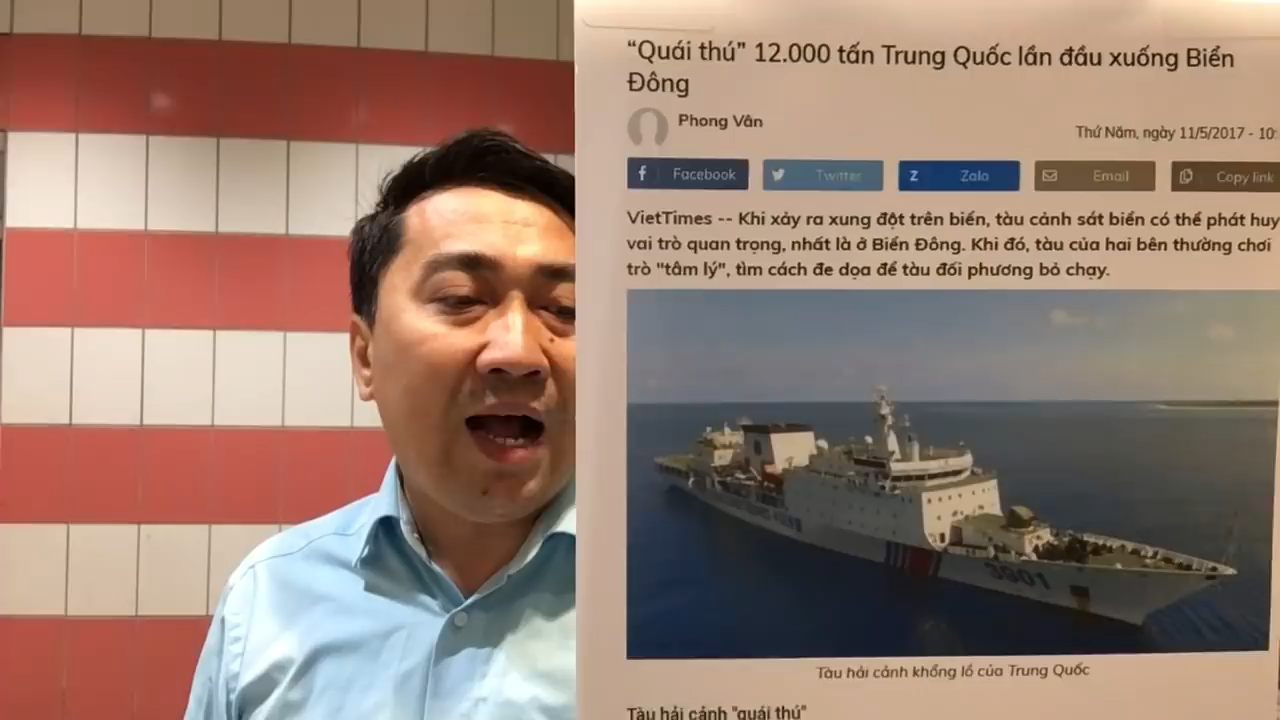 “Quái thú” 12.000 tấn Trung Quốc lần đầu xuống Biển
Đông
Phong Vân
Thứ Năm, ngày 11/5/2017 - 10:
Facebook
Twitter
Z Zalo
Email
Copy link
VietTimes -- Khi xảy ra xung đột trên biển, tàu cảnh sát biển có thể phát huy
vai trò quan trọng, nhất là ở Biển Đông. Khi đó, tàu của hai bên thường chơi
trò "tâm lý", tìm cách đe dọa để tàu đối phương bỏ chạy.
3901
Tàu hải cảnh khổng lồ của Trung Quốc
Tàu hải cảnh "quái thú"